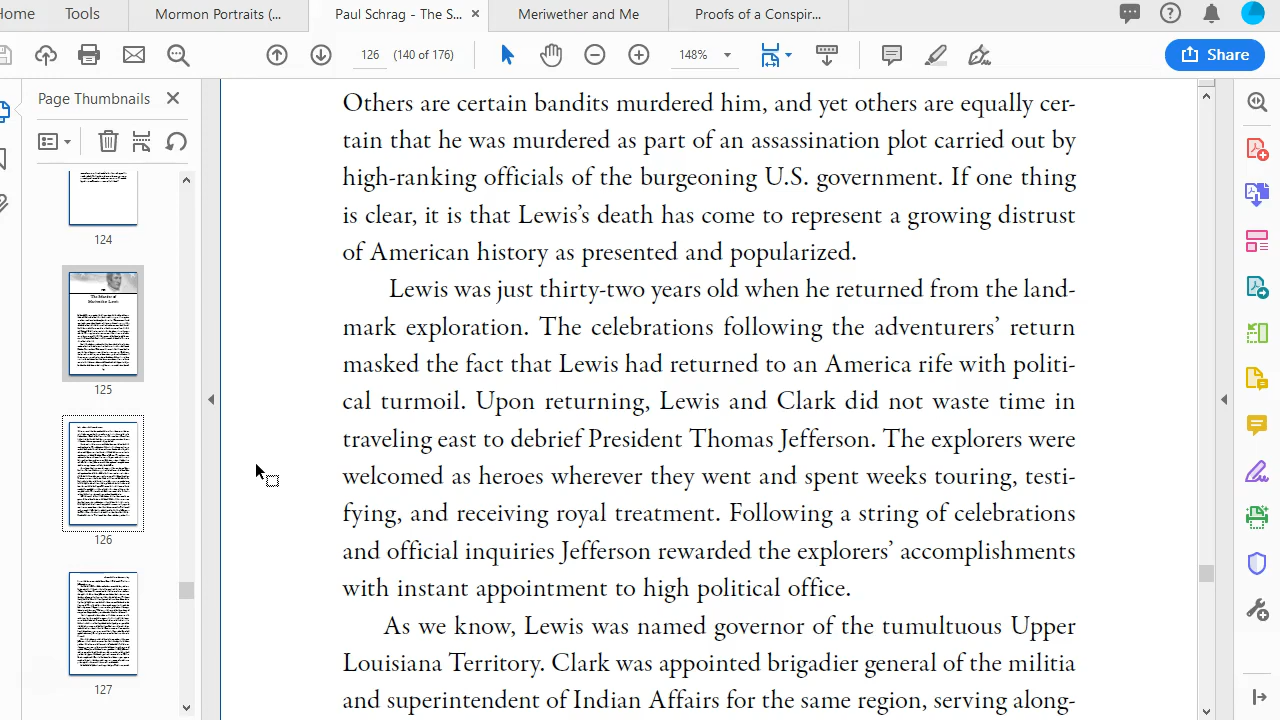 Home
Tools
Mormon Portraits (...
Paul Schrag - The S...
Meriwether and Me
Proofs of a Conspir...
126
(140 of 176)
148%
Share
Page Thumbnails
124
125
126
127
Others are certain bandits murdered him, and yet others are equally cer-
tain that he was murdered as part of an assassination plot carried out by
high-ranking officials of the burgeoning U.S. government. If one thing
is clear, it is that Lewis's death has come to represent a growing distrust
of American history as presented and popularized.
Lewis was just thirty-two years old when he returned from the land-
mark exploration. The celebrations following the adventurers' return
masked the fact that Lewis had returned to an America rife with politi-
cal turmoil. Upon returning, Lewis and Clark did not waste time in
traveling east to debrief President Thomas Jefferson. The explorers were
welcomed as heroes wherever they went and spent weeks touring, testi-
fying, and receiving royal treatment. Following a string of celebrations
and official inquiries Jefferson rewarded the explorers' accomplishments
with instant appointment to high political office.
As we know, Lewis was named governor of the tumultuous Upper
Louisiana Territory. Clark was appointed brigadier general of the militia
and superintendent of Indian Affairs for the same region, serving along-